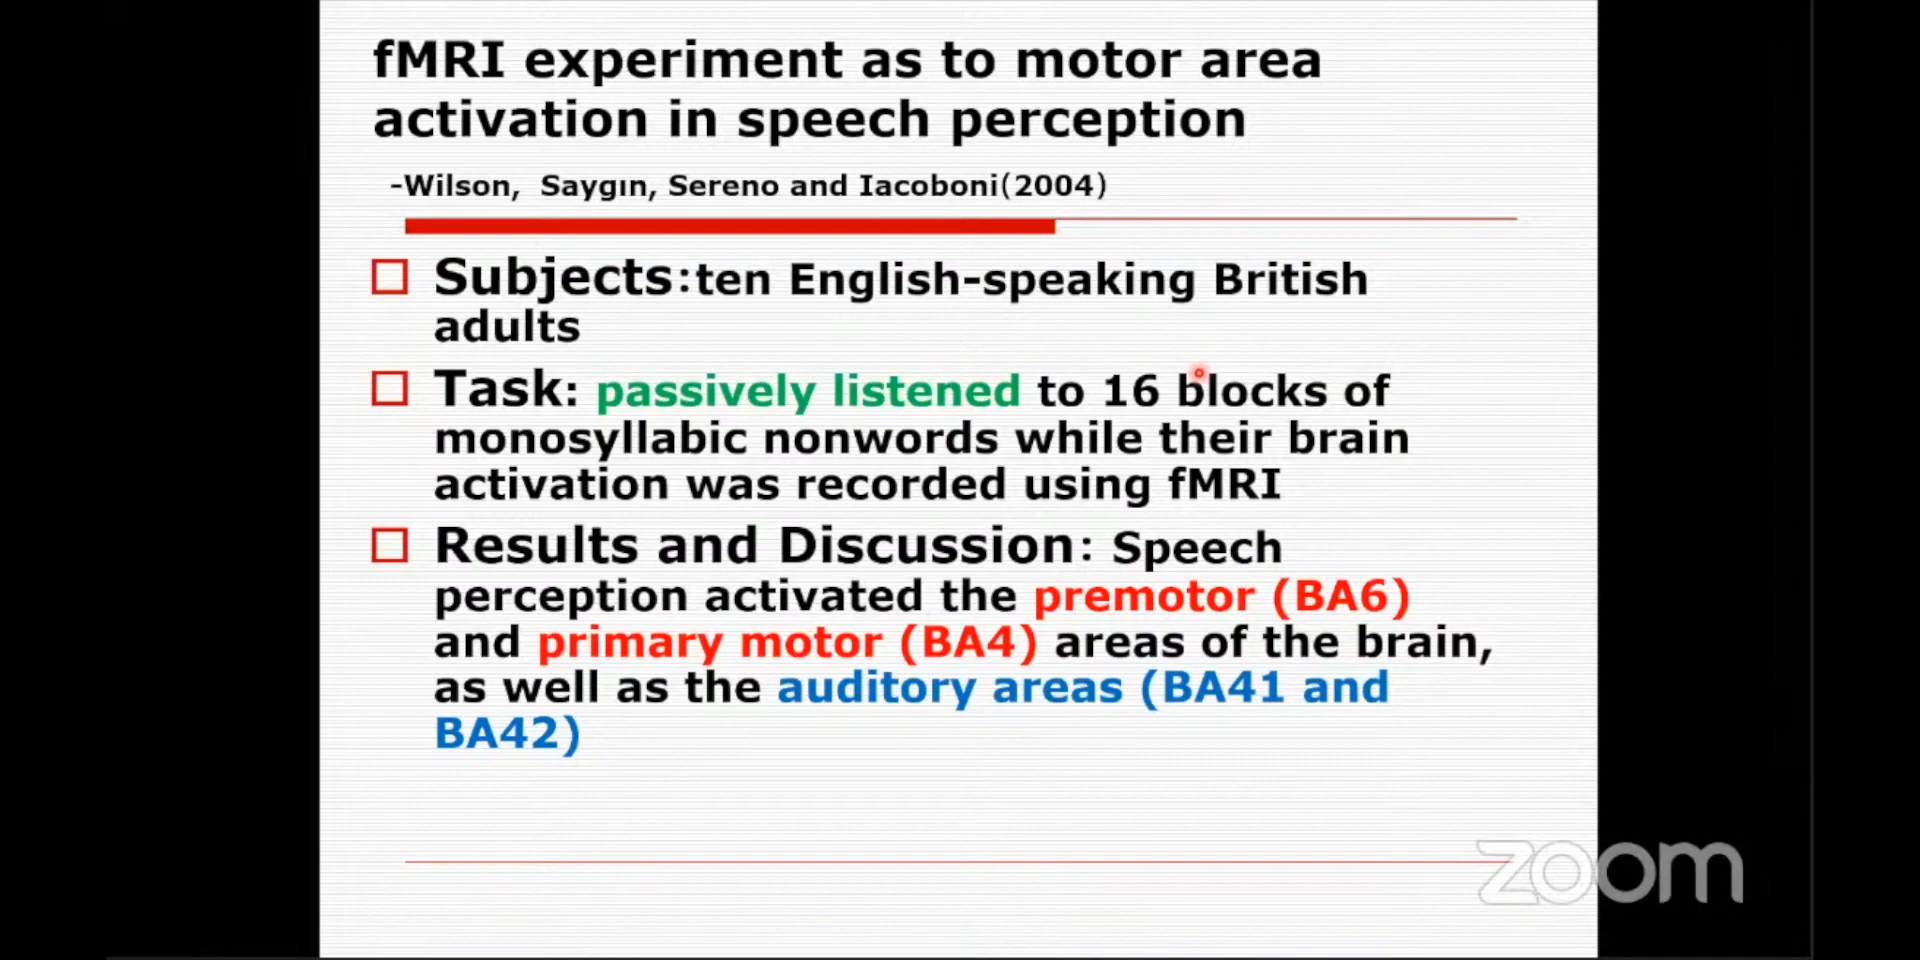 fMRI experiment as to motor area
activation in speech perception
-Wilson, Saygın, Sereno and Iacoboni(2004)
Subjects:ten English-speaking British
adults
Task: passively listened to 16 blocks of
monosyllabic nonwords while their brain
activation was recorded using fMRI
Results and Discussion: Speech
perception activated the premotor (BA6)
and primary motor (BA4) areas of the brain,
as well as the auditory areas (BA41 and
BA42)
zoom